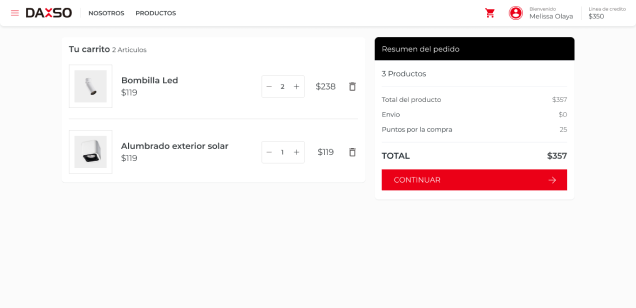 DAXSO
NOSOTROS PRODUCTOS
Bienvenido
Melissa Olaya
Línea de credito
$350
Tu carrito 2 Artículos
Bombilla Led
$119
2
$238
Alumbrado exterior solar
$119
1
$119
Resumen del pedido
3 Productos
Total del producto $357
Envio $0
Puntos por la compra 25
TOTAL $357
CONTINUAR